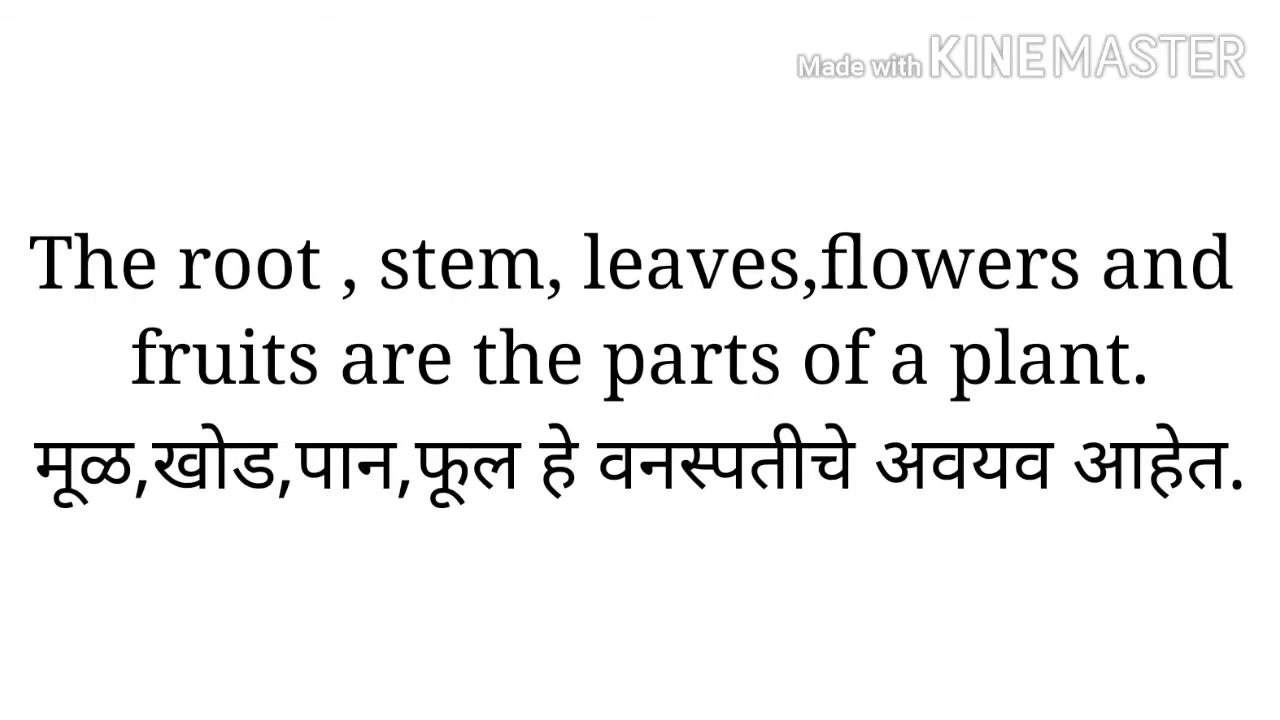 Made with KINEMASTER
The root , stem, leaves,flowers and
fruits are the parts of a plant.
मूळ,खोड,पान,फूल हे वनस्पतीचे अवयव आहेत.